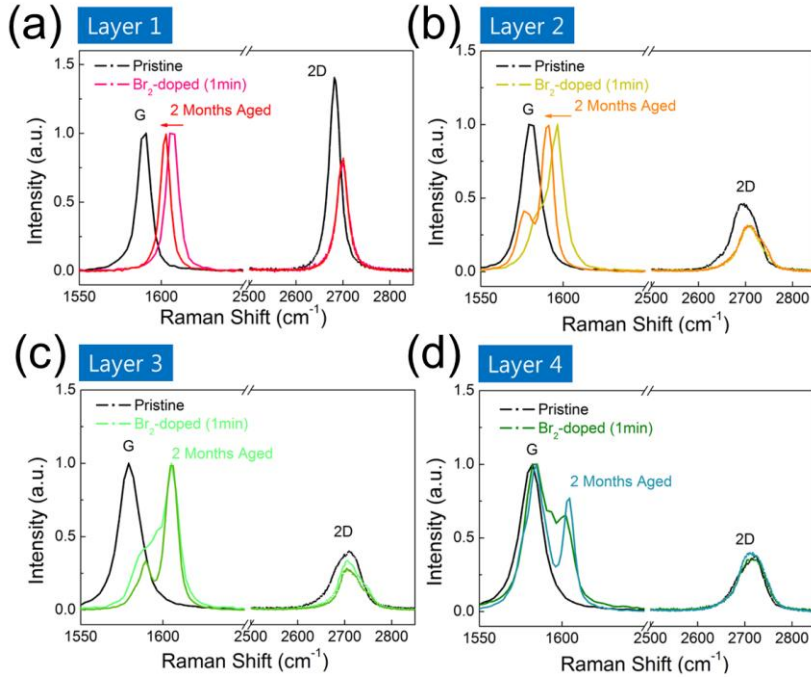 (a) Layer 1
1.5
Pristine
Br₂-doped (1min)
2D
2 Months Aged
G
1.0
0.5
0.0
Intensity (a.u.)
1550 1600 2500 2600 2700 2800
Raman Shift (cm⁻¹)
(b) Layer 2
1.5
Pristine
Br₂-doped (1min)
2 Months Aged
G
1.0
2D
0.5
0.0
Intensity (a.u.)
1550 1600 2500 2600 2700 2800
Raman Shift (cm⁻¹)
(c) Layer 3
1.5
Pristine
Br₂-doped (1min)
G
2 Months Aged
1.0
2D
0.5
0.0
Intensity (a.u.)
1550 1600 2500 2600 2700 2800
Raman Shift (cm⁻¹)
(d) Layer 4
1.5
Pristine
Br₂-doped (1min)
G
2 Months Aged
1.0
2D
0.5
0.0
Intensity (a.u.)
1550 1600 2500 2600 2700 2800
Raman Shift (cm⁻¹)